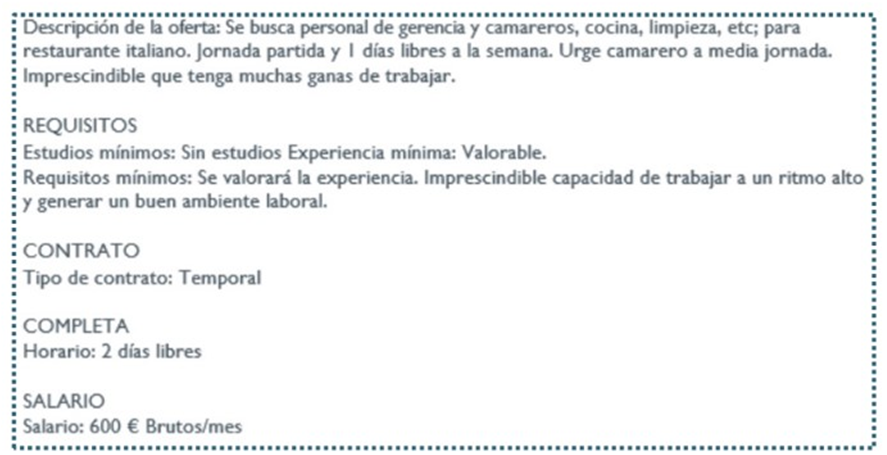 Descripción de la oferta: Se busca personal de gerencia y camareros, cocina, limpieza, etc; para
restaurante italiano. Jornada partida y 1 días libres a la semana. Urge camarero a media jornada.
Imprescindible que tenga muchas ganas de trabajar.
REQUISITOS
Estudios mínimos: Sin estudios Experiencia mínima: Valorable.
Requisitos mínimos: Se valorará la experiencia. Imprescindible capacidad de trabajar a un ritmo alto
y generar un buen ambiente laboral.
CONTRATO
Tipo de contrato: Temporal
COMPLETA
Horario: 2 días libres
SALARIO
Salario: 600 € Brutos/mes